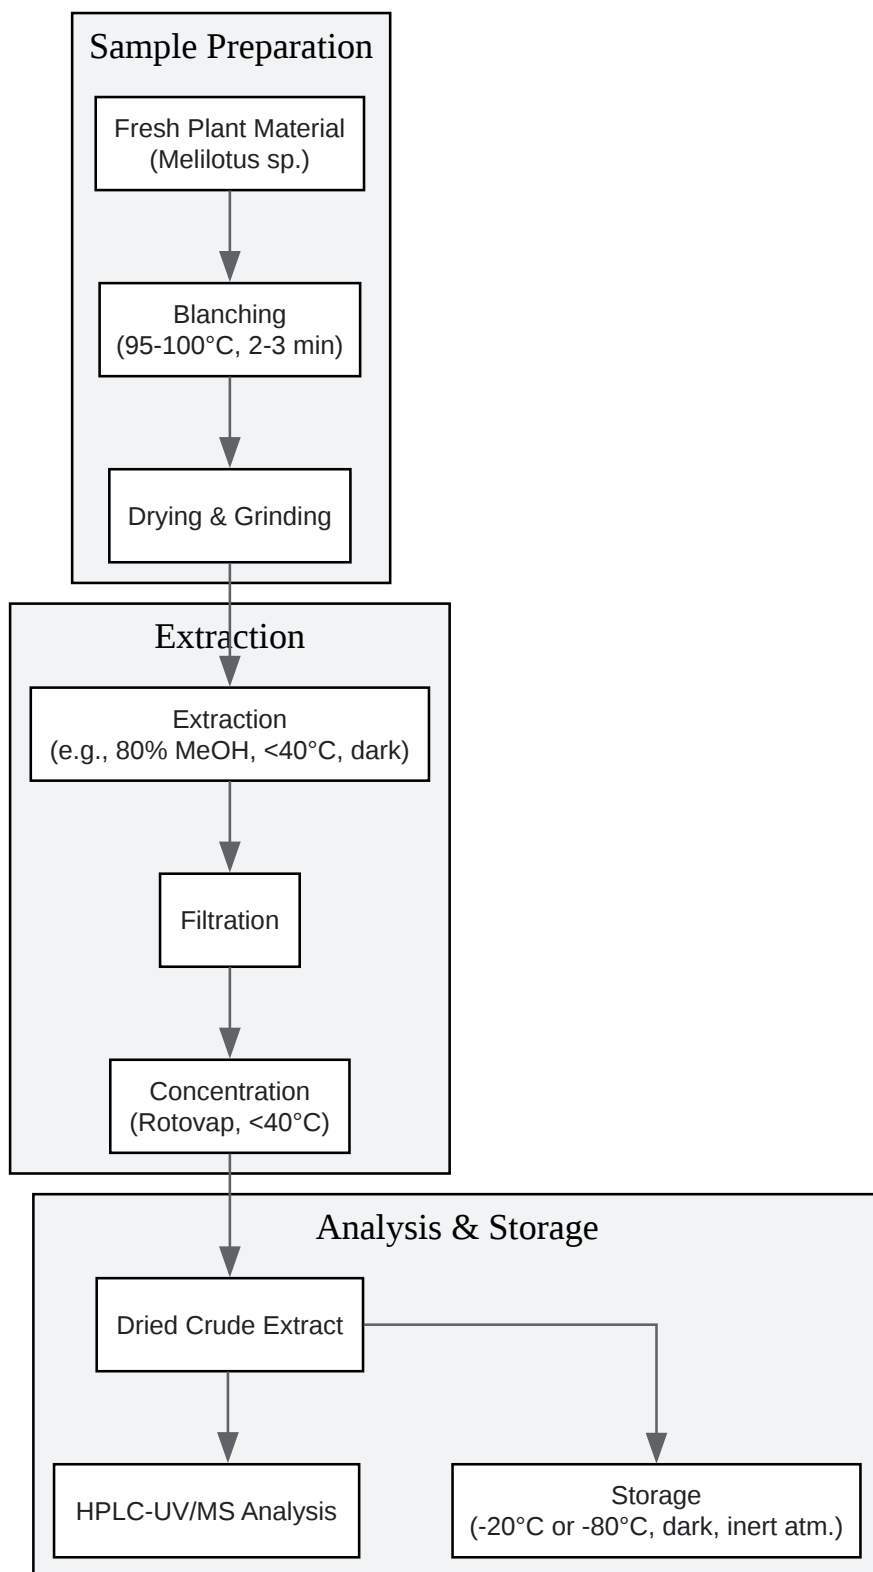 Sample Preparation
Fresh Plant Material
(Melilotus sp.)
Blanching
(95-100°C, 2-3 min)
Drying & Grinding
Extraction
Extraction
(e.g., 80% MeOH, <40°C, dark)
Filtration
Concentration
(Rotovap, <40°C)
Analysis & Storage
Dried Crude Extract
HPLC-UV/MS Analysis
Storage
(-20°C or -80°C, dark, inert atm.)